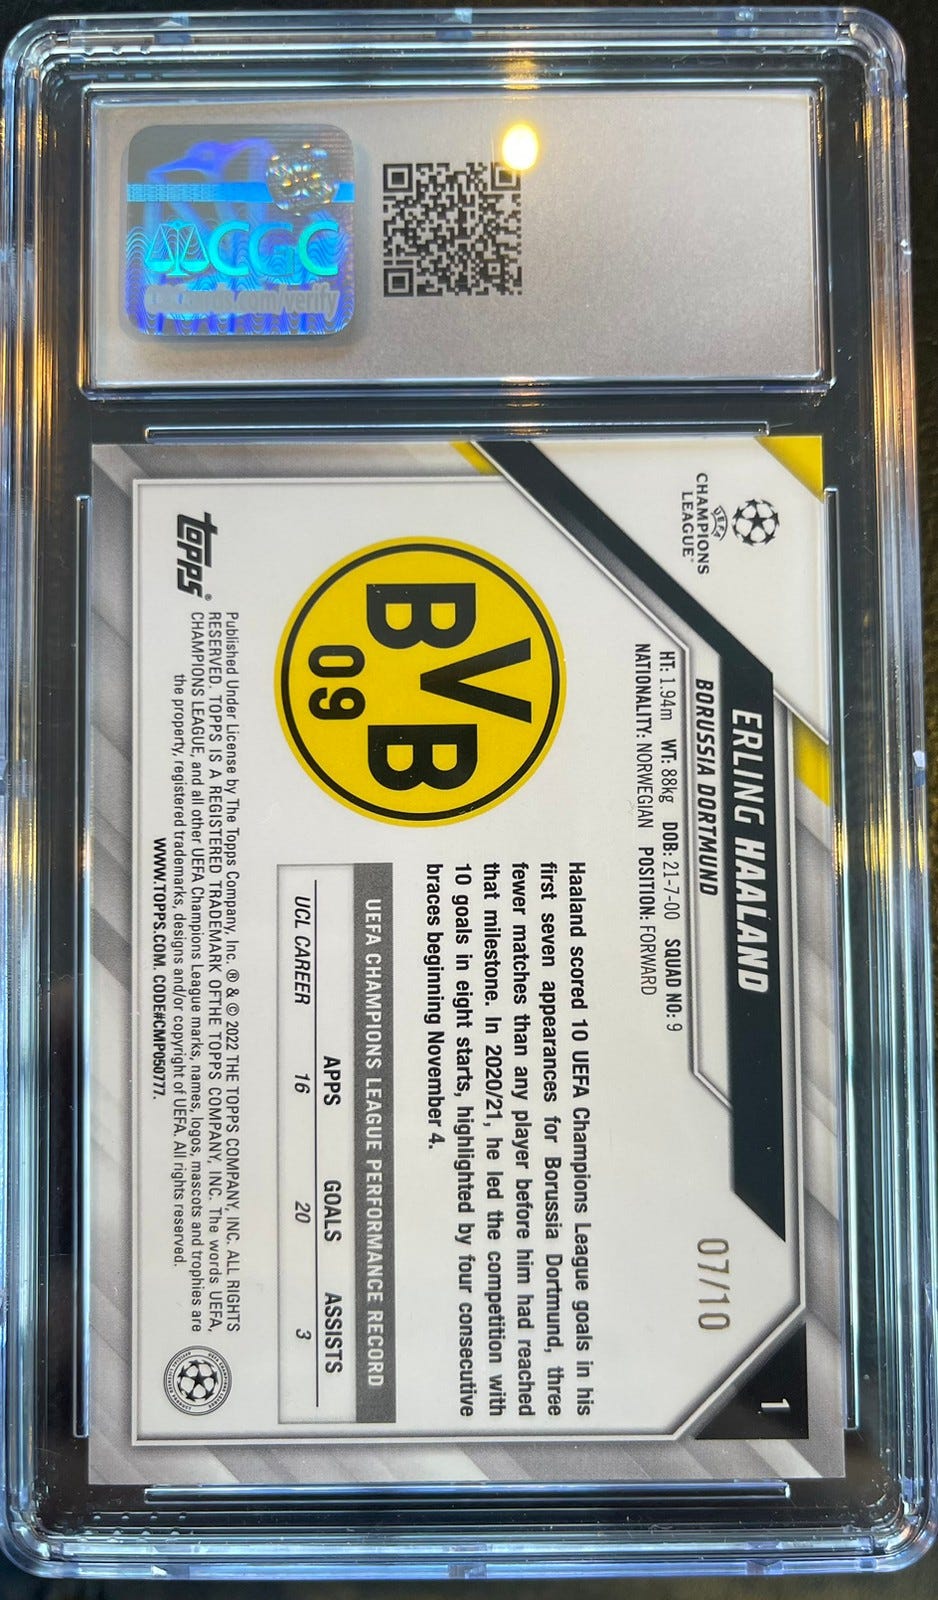 CGC
CGCcards.com/verify
UEFA
CHAMPIONS
LEAGUE®
ERLING HAALAND
BORUSSIA DORTMUND
HT: 1.94m WT: 88kg DOB: 21-7-00 SQUAD NO: 9
NATIONALITY: NORWEGIAN POSITION: FORWARD
07/10
1
BVB
09
Haaland scored 10 UEFA Champions League goals in his
first seven appearances for Borussia Dortmund, three
fewer matches than any player before him had reached
that milestone. In 2020/21, he led the competition with
10 goals in eight starts, highlighted by four consecutive
braces beginning November 4.
UEFA CHAMPIONS LEAGUE PERFORMANCE RECORD
APPS GOALS ASSISTS
UCL CAREER 16 20 3
topps®
Published Under License by The Topps Company, Inc. ® & © 2022 THE TOPPS COMPANY, INC. ALL RIGHTS
RESERVED. TOPPS IS A REGISTERED TRADEMARK OF THE TOPPS COMPANY, INC. The words UEFA,
CHAMPIONS LEAGUE, and all other UEFA Champions League marks, names, logos, mascots and trophies are
the property, registered trademarks, designs and/or copyright of UEFA. All rights reserved.
WWW.TOPPS.COM. CODE#CMP050777.